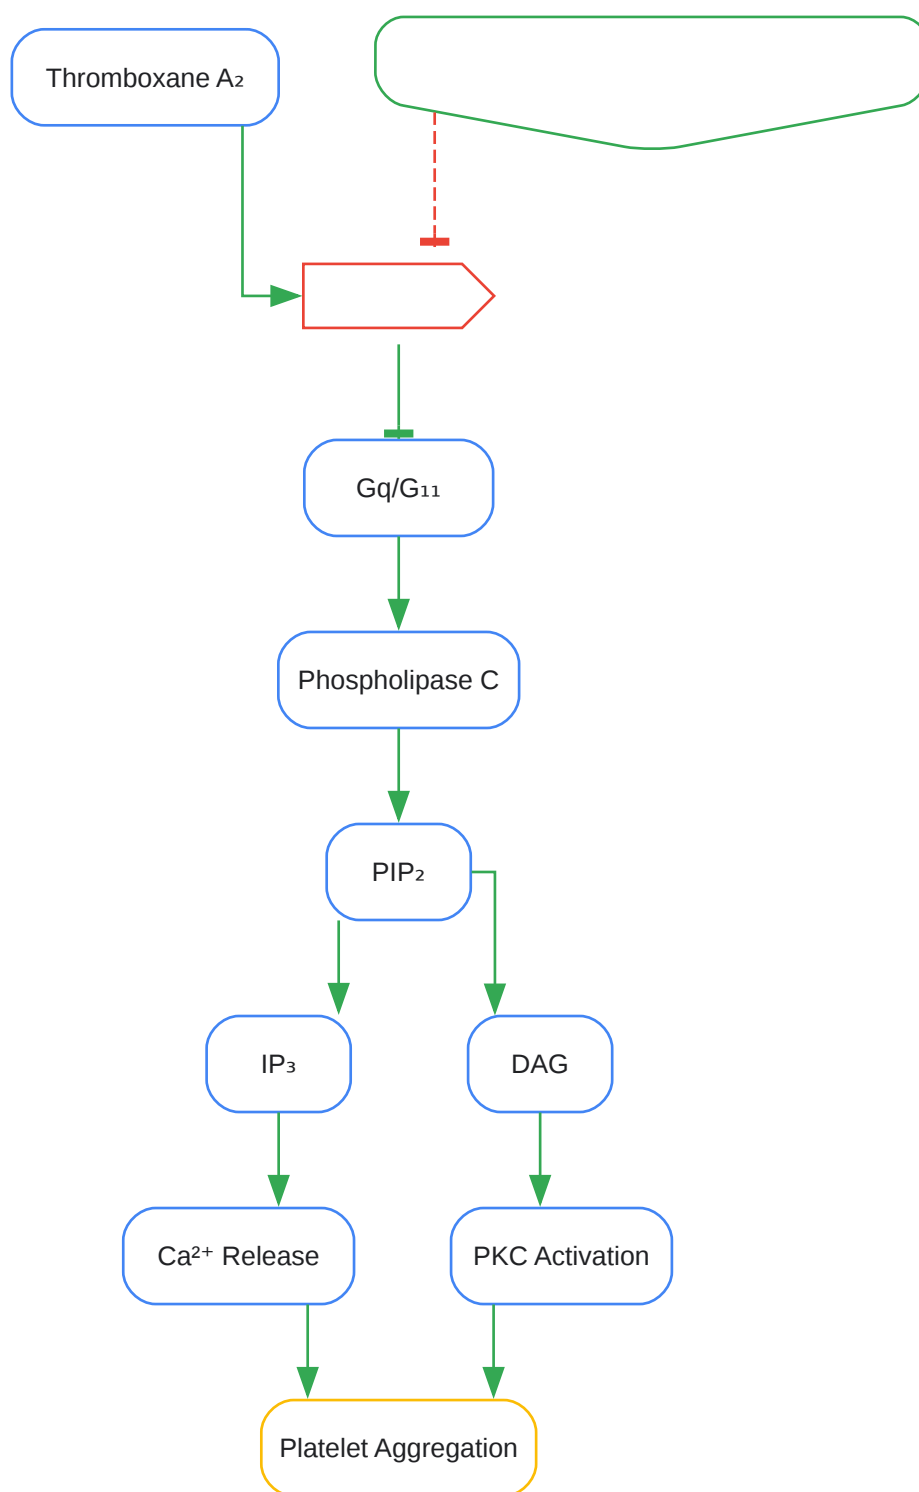 Thromboxane A₂
Gq/G₁₁
Phospholipase C
PIP₂
IP₃
DAG
Ca²⁺ Release
PKC Activation
Platelet Aggregation